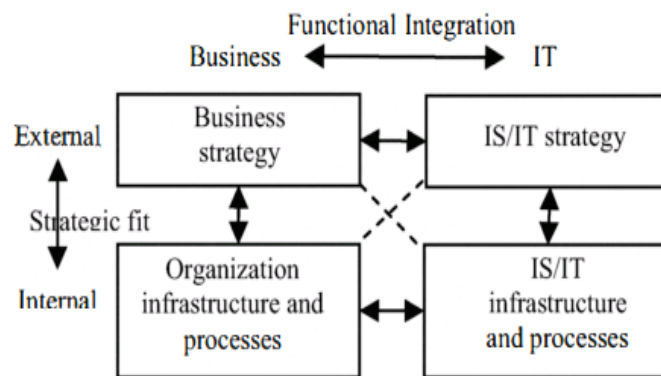 Functional Integration
Business IT
External
Business
strategy
IS/IT strategy
Strategic fit
Internal
Organization
infrastructure and
processes
IS/IT
infrastructure
and processes